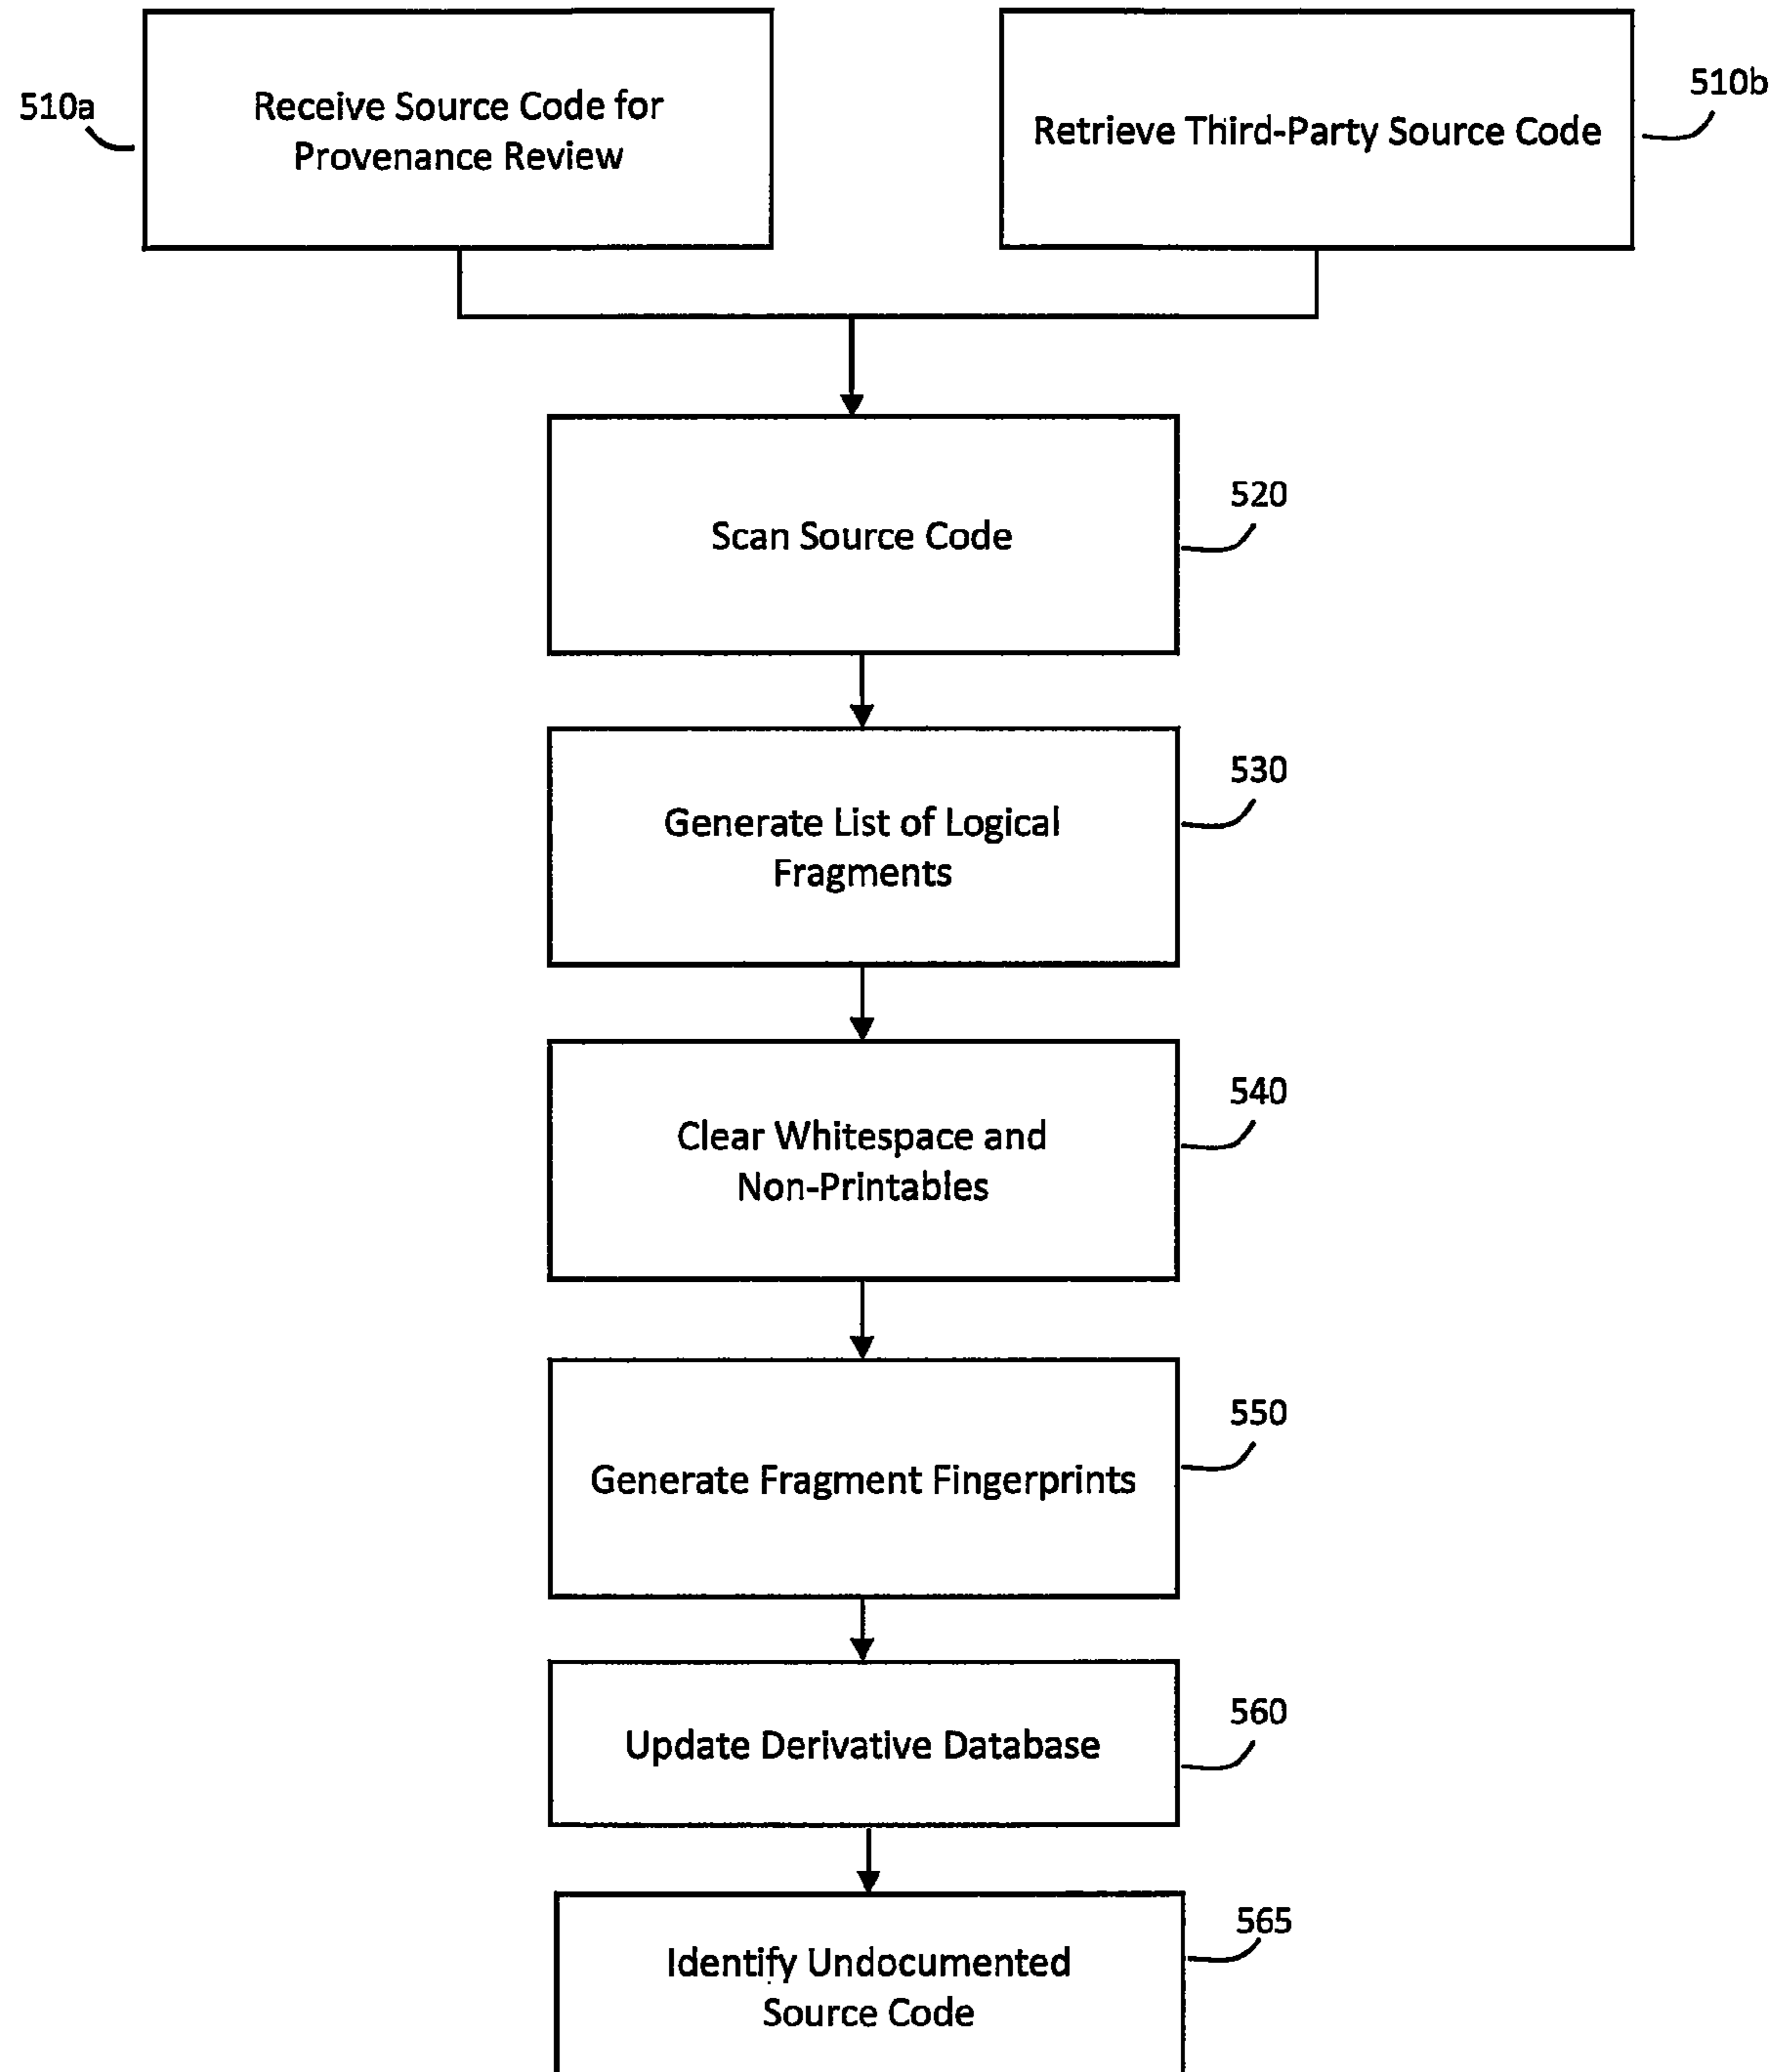 510a
Receive Source Code for
Provenance Review
Retrieve Third-Party Source Code
510b
Scan Source Code
520
Generate List of Logical
Fragments
530
Clear Whitespace and
Non-Printables
540
Generate Fragment Fingerprints
550
Update Derivative Database
560
Identify Undocumented
Source Code
565